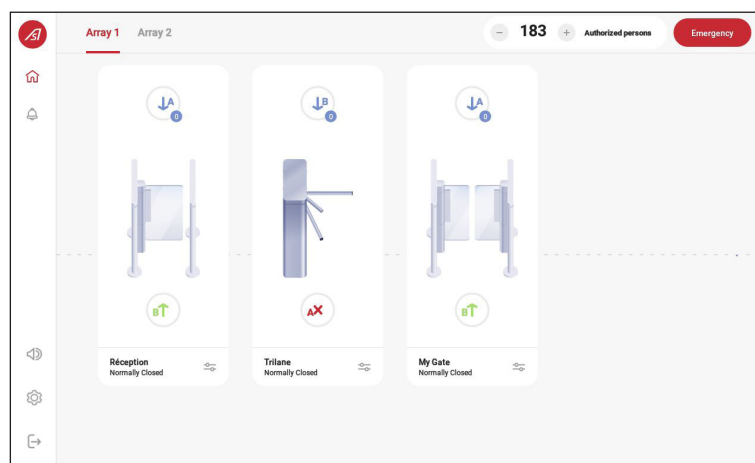 Array 1
Array 2
183
Authorized persons
Emergency
A
0
B
0
A
0
B
A
B
Réception
Normally Closed
Trilane
Normally Closed
My Gate
Normally Closed